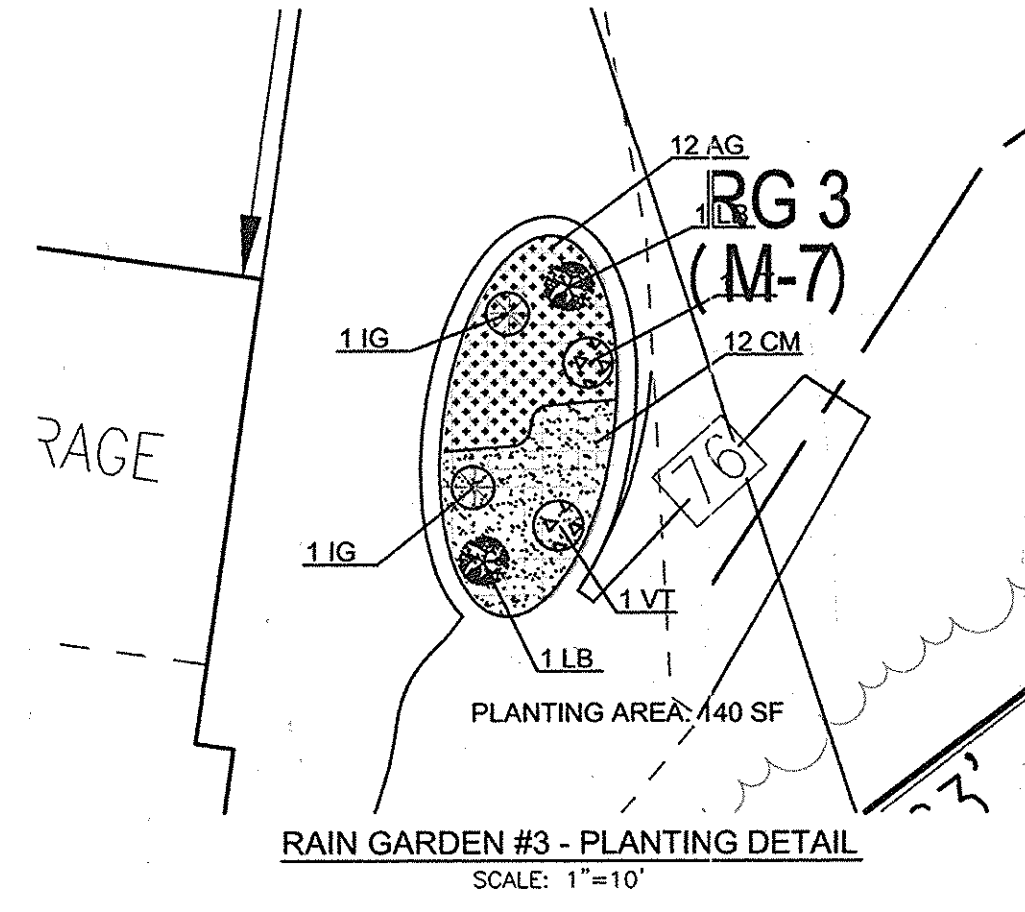 12 AG
RG 3
1 LB
(M-7)
1 IG
12 CM
RAGE
76
1 IG
1 VT
1 LB
PLANTING AREA: 140 SF
RAIN GARDEN #3 - PLANTING DETAIL
SCALE: 1"=10'